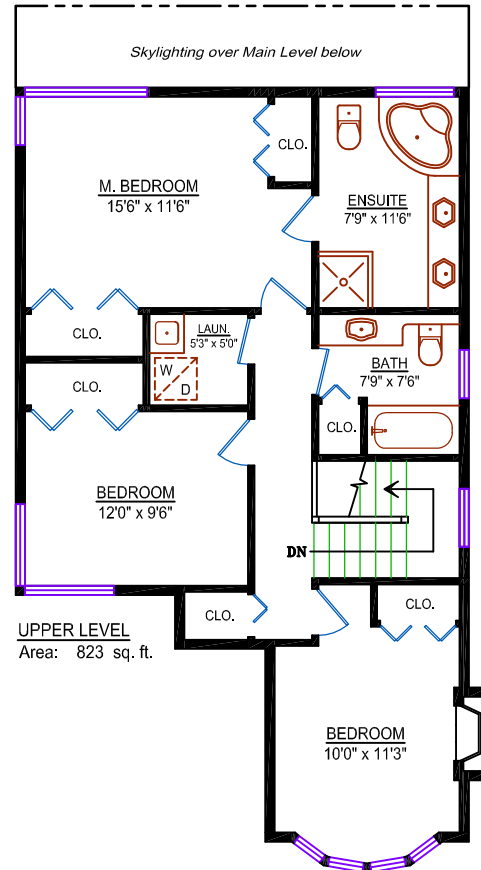 Skylighting over Main Level below
CLO.
M. BEDROOM
15'6" x 11'6"
ENSUITE
7'9" x 11'6"
CLO.
LAUN.
5'3" x 5'0"
W
D
BATH
7'9" x 7'6"
CLO.
CLO.
BEDROOM
12'0" x 9'6"
DN
CLO.
CLO.
UPPER LEVEL
Area: 823 sq. ft.
BEDROOM
10'0" x 11'3"